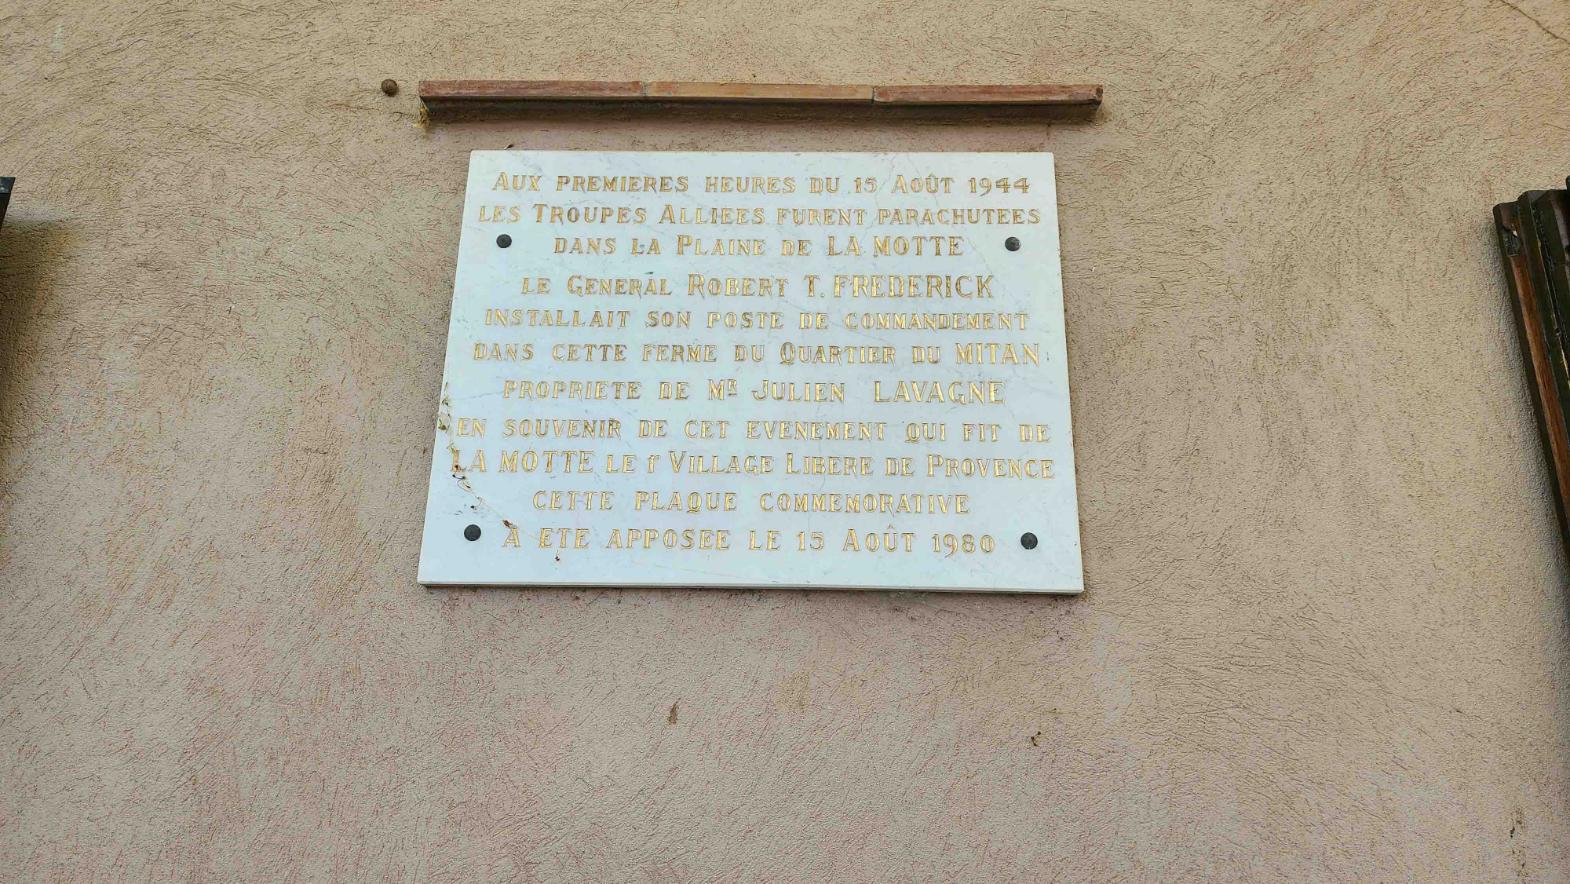 AUX PREMIERES HEURES DU 15 AOÛT 1944
LES TROUPES ALLIEES FURENT PARACHUTEES
DANS LA PLAINE DE LA MOTTE
LE GENERAL ROBERT T. FREDERICK
INSTALLAIT SON POSTE DE COMMANDEMENT
DANS CETTE FERME DU QUARTIER DU MITAN
PROPRIETE DE MR JULIEN LAVAGNE
EN SOUVENIR DE CET EVENEMENT QUI FIT DE
LA MOTTE LE 1r VILLAGE LIBERE DE PROVENCE
CETTE PLAQUE COMMEMORATIVE
A ETE APPOSEE LE 15 AOÛT 1980